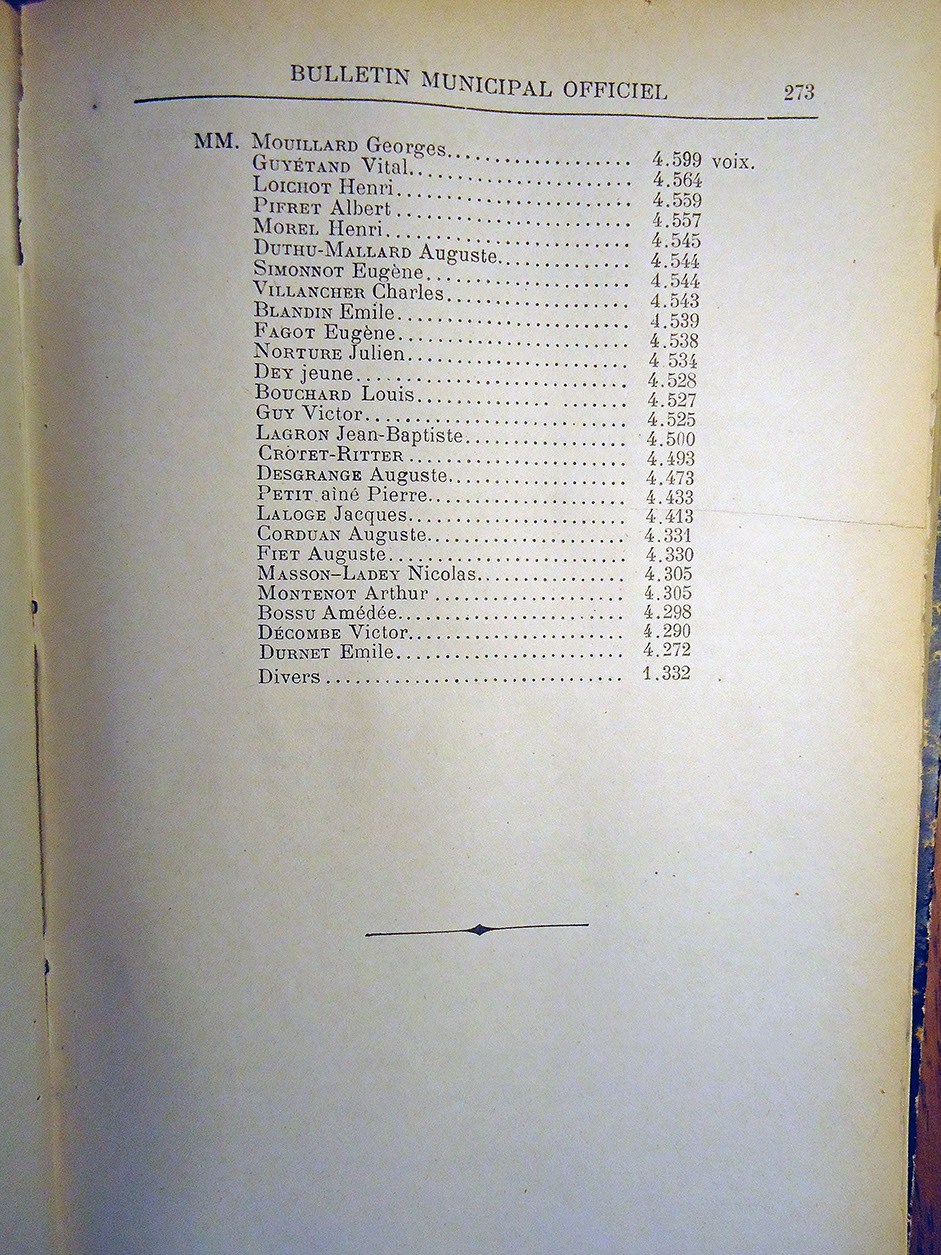 BULLETIN MUNICIPAL OFFICIEL 273
MM. MOUILLARD Georges.................... 4.599 voix.
GUYÉTAND Vital........................ 4.564
LOICHOT Henri......................... 4.559
PIFRET Albert......................... 4.557
MOREL Henri.......................... 4.545
DUTHU-MALLARD Auguste.............. 4.544
SIMONNOT Eugène..................... 4.544
VILLANCHER Charles................... 4.543
BLANDIN Emile........................ 4.539
FAGOT Eugène......................... 4.538
NORTURE Julien........................ 4.534
DEY jeune............................. 4.528
BOUCHARD Louis....................... 4.527
GUY Victor............................ 4.525
LAGRON Jean-Baptiste.................. 4.500
CROTET-RITTER ....................... 4.493
DESGRANGE Auguste................... 4.473
PETIT aîné Pierre...................... 4.433
LALOGE Jacques........................ 4.413
CORDUAN Auguste...................... 4.331
FIET Auguste.......................... 4.330
MASSON-LADEY Nicolas................ 4.305
MONTENOT Arthur .................... 4.305
BOSSU Amédée......................... 4.298
DÉCOMBE Victor....................... 4.290
DURNET Emile......................... 4.272
Divers................................ 1.332